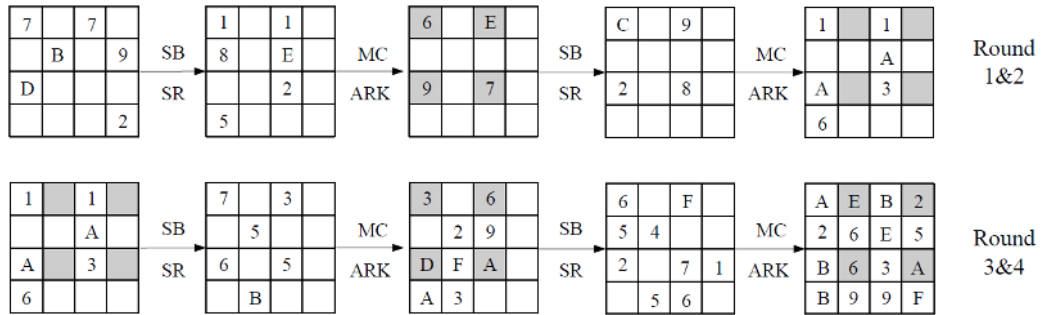 7 7 1 1 6 E C 9 1 1
B 9 SB 8 E MC SB MC A Round
D SR 2 ARK 9 7 SR 2 8 ARK A 3 1&2
2 5 6
1 1 7 3 3 6 6 F A E B 2
A SB 5 MC 2 9 SB 5 4 MC 2 6 E 5 Round
A 3 SR 6 5 ARK D F A SR 2 7 1 ARK B 6 3 A 3&4
6 B A 3 5 6 B 9 9 F